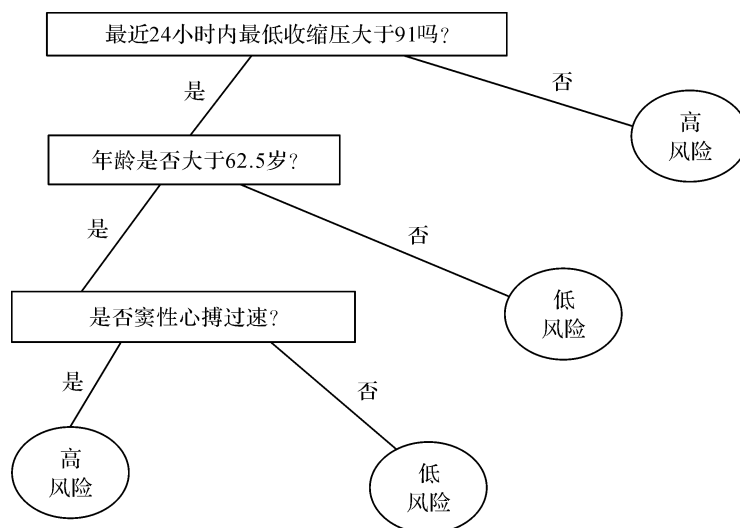 最近24小时内最低收缩压大于91吗？
是
否
高
风险
年龄是否大于62.5岁？
是
否
低
风险
是否窦性心搏过速？
是
否
高
风险
低
风险